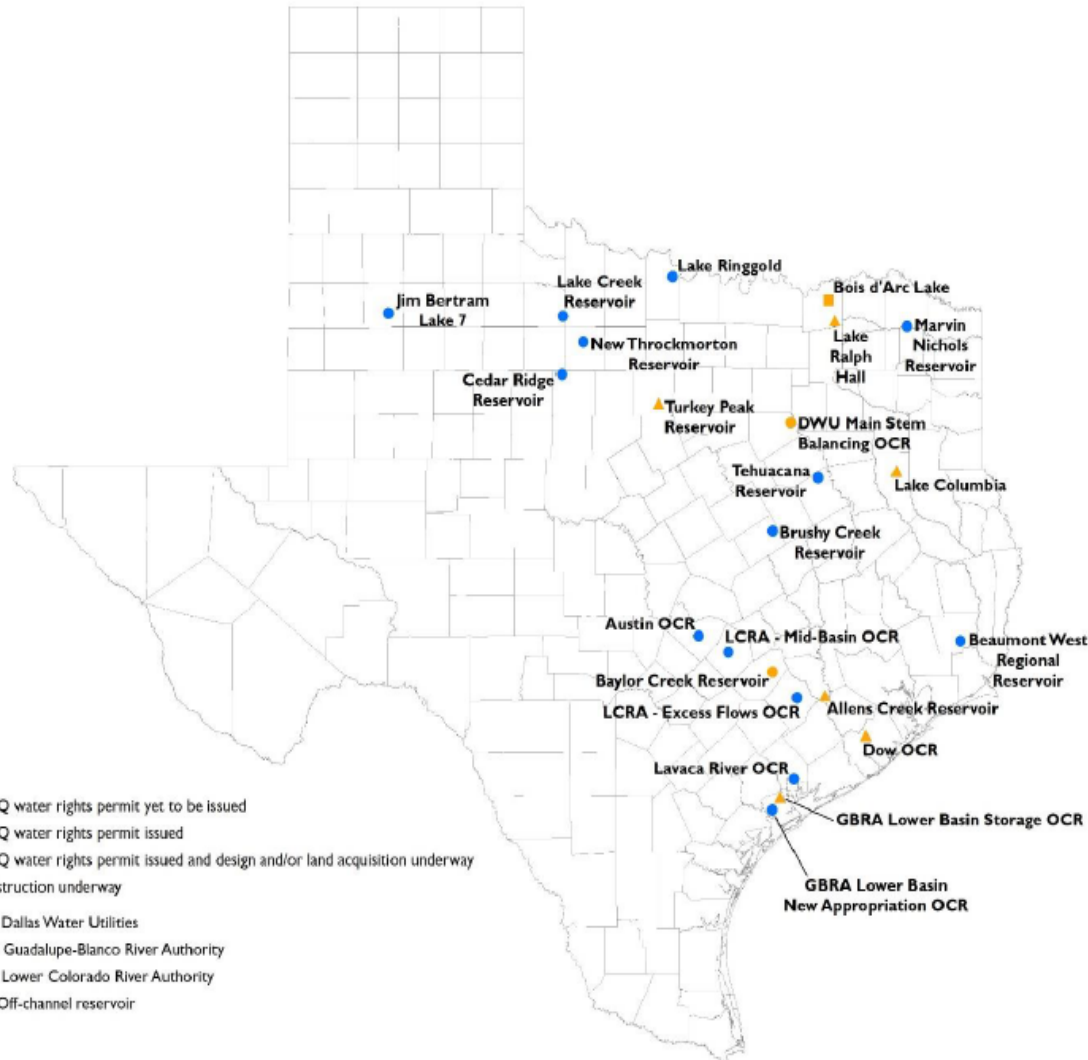 Lake Ringgold
Lake Creek
Reservoir
Bois d'Arc Lake
Jim Bertram
Lake 7
Marvin
Nichols
Reservoir
Lake
Ralph
Hall
New Throckmorton
Reservoir
Cedar Ridge
Reservoir
Turkey Peak
Reservoir
DWU Main Stem
Balancing OCR
Tehuacana
Reservoir
Lake Columbia
Brushy Creek
Reservoir
Austin OCR
LCRA - Mid-Basin OCR
Beaumont West
Regional
Reservoir
Baylor Creek Reservoir
LCRA - Excess Flows OCR
Allens Creek Reservoir
Dow OCR
Lavaca River OCR
GBRA Lower Basin Storage OCR
GBRA Lower Basin
New Appropriation OCR
Q water rights permit yet to be issued
Q water rights permit issued
Q water rights permit issued and design and/or land acquisition underway
struction underway
Dallas Water Utilities
Guadalupe-Blanco River Authority
Lower Colorado River Authority
Off-channel reservoir